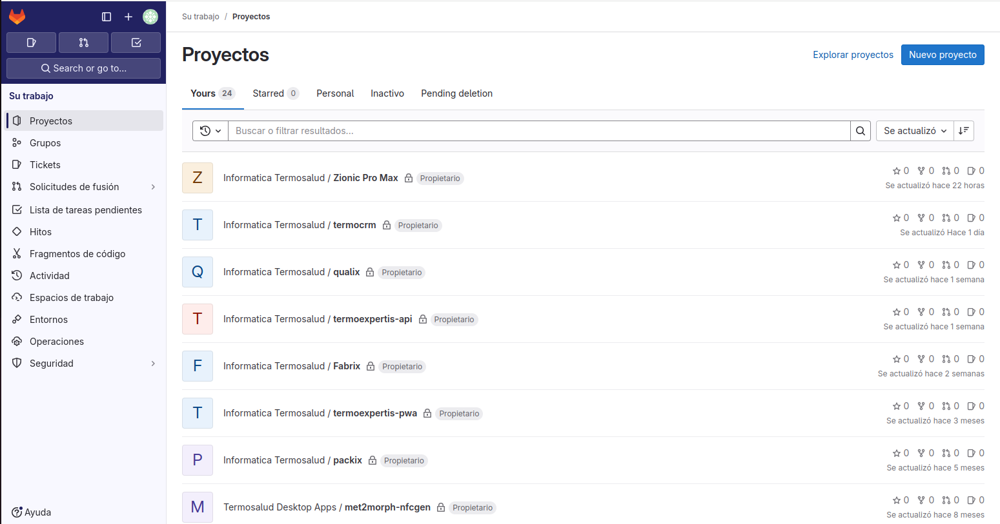 Su trabajo / Proyectos
Search or go to...
Su trabajo
Proyectos
Grupos
Tickets
Solicitudes de fusión
Lista de tareas pendientes
Hitos
Fragmentos de código
Actividad
Espacios de trabajo
Entornos
Operaciones
Seguridad
Ayuda
Proyectos
Explorar proyectos
Nuevo proyecto
Yours 24 Starred 0 Personal Inactivo Pending deletion
Buscar o filtrar resultados...
Se actualizó
Z Informatica Termosalud / Zionic Pro Max Propietario 0 0 0 0
Se actualizó hace 22 horas
T Informatica Termosalud / termocrm Propietario 0 0 0 0
Se actualizó Hace 1 día
Q Informatica Termosalud / qualix Propietario 0 0 0 0
Se actualizó hace 1 semana
T Informatica Termosalud / termoexpertis-api Propietario 0 0 0 0
Se actualizó hace 1 semana
F Informatica Termosalud / Fabrix Propietario 0 0 0 0
Se actualizó hace 2 semanas
T Informatica Termosalud / termoexpertis-pwa Propietario 0 0 0 0
Se actualizó hace 3 meses
P Informatica Termosalud / packix Propietario 0 0 0 0
Se actualizó hace 5 meses
M Termosalud Desktop Apps / met2morph-nfcgen Propietario 0 0 0 0
Se actualizó hace 8 meses